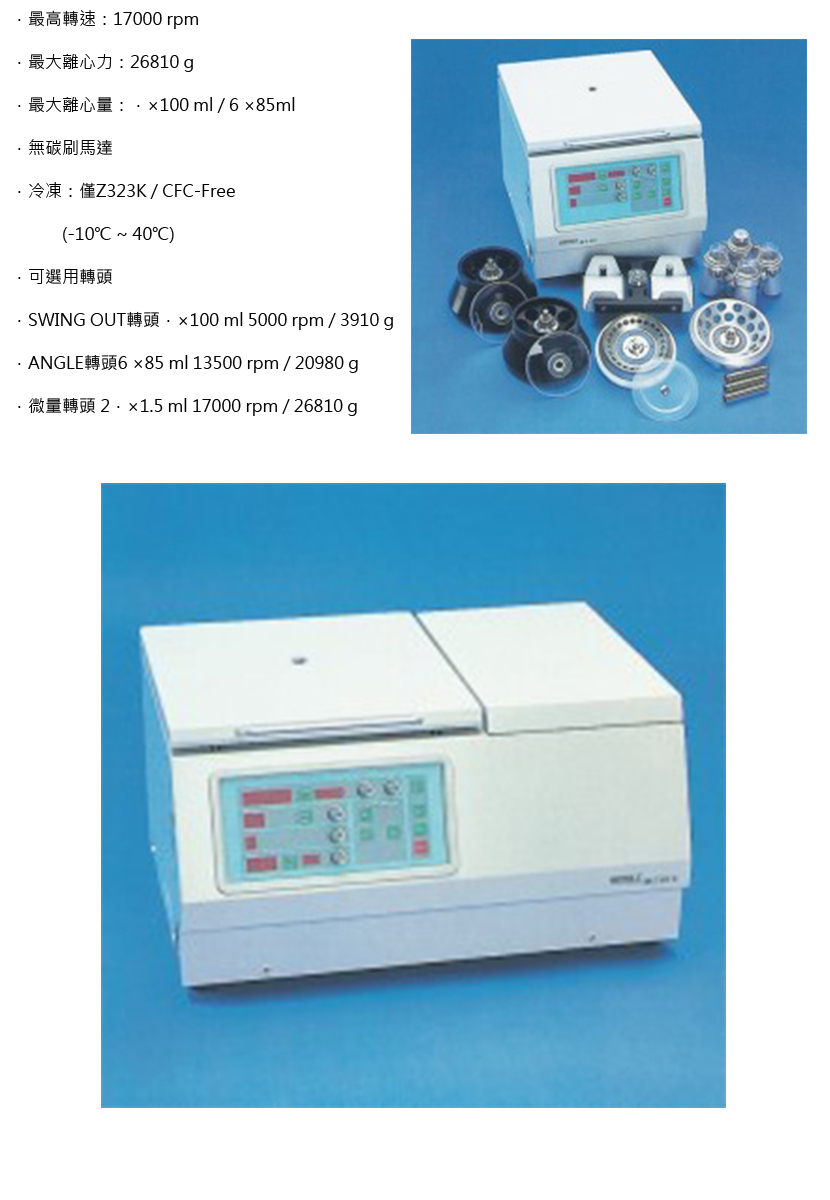 ．最高轉速：17000 rpm
．最大離心力：26810 g
．最大離心量：．×100 ml / 6 ×85ml
．無碳刷馬達
．冷凍：僅Z323K / CFC-Free
(-10℃ ~ 40℃)
．可選用轉頭
．SWING OUT轉頭．×100 ml 5000 rpm / 3910 g
．ANGLE轉頭6 ×85 ml 13500 rpm / 20980 g
．微量轉頭 2．×1.5 ml 17000 rpm / 26810 g